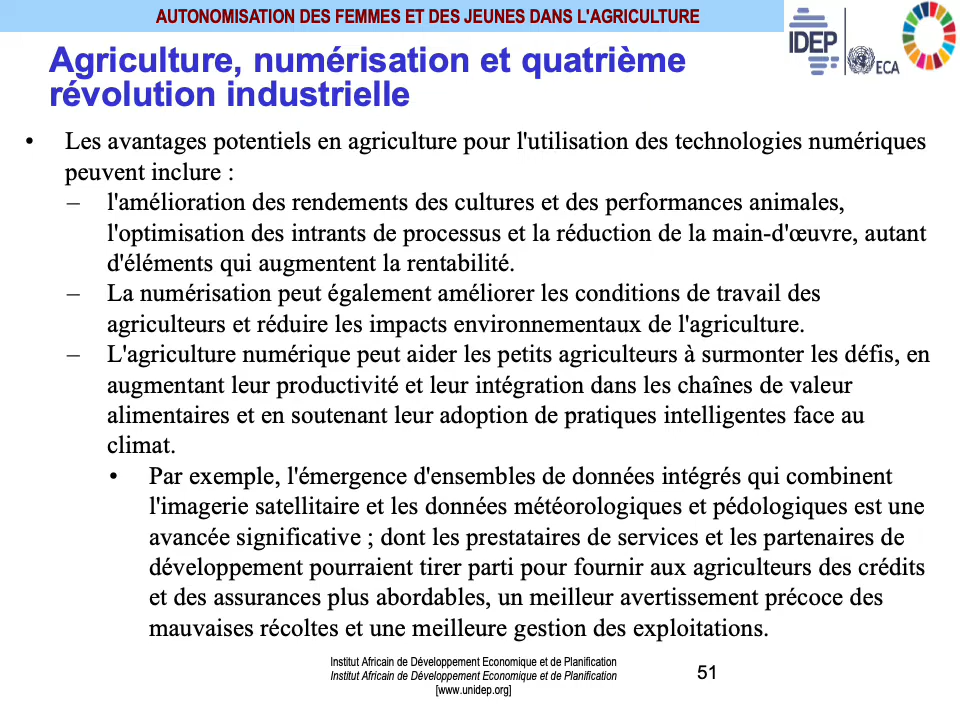 AUTONOMISATION DES FEMMES ET DES JEUNES DANS L'AGRICULTURE
IDEP
ECA
Agriculture, numérisation et quatrième
révolution industrielle
• Les avantages potentiels en agriculture pour l'utilisation des technologies numériques
peuvent inclure :
– l'amélioration des rendements des cultures et des performances animales,
l'optimisation des intrants de processus et la réduction de la main-d'œuvre, autant
d'éléments qui augmentent la rentabilité.
– La numérisation peut également améliorer les conditions de travail des
agriculteurs et réduire les impacts environnementaux de l'agriculture.
– L'agriculture numérique peut aider les petits agriculteurs à surmonter les défis, en
augmentant leur productivité et leur intégration dans les chaînes de valeur
alimentaires et en soutenant leur adoption de pratiques intelligentes face au
climat.
• Par exemple, l'émergence d'ensembles de données intégrés qui combinent
l'imagerie satellitaire et les données météorologiques et pédologiques est une
avancée significative ; dont les prestataires de services et les partenaires de
développement pourraient tirer parti pour fournir aux agriculteurs des crédits
et des assurances plus abordables, un meilleur avertissement précoce des
mauvaises récoltes et une meilleure gestion des exploitations.
Institut Africain de Développement Economique et de Planification
Institut Africain de Développement Economique et de Planification
[www.unidep.org]
51